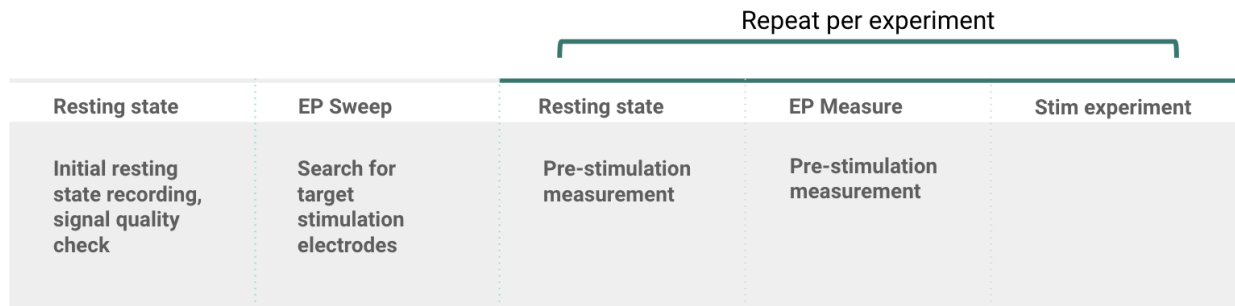 Repeat per experiment
Resting state
EP Sweep
Resting state
EP Measure
Stim experiment
Initial resting
state recording,
signal quality
check
Search for
target
stimulation
electrodes
Pre-stimulation
measurement
Pre-stimulation
measurement